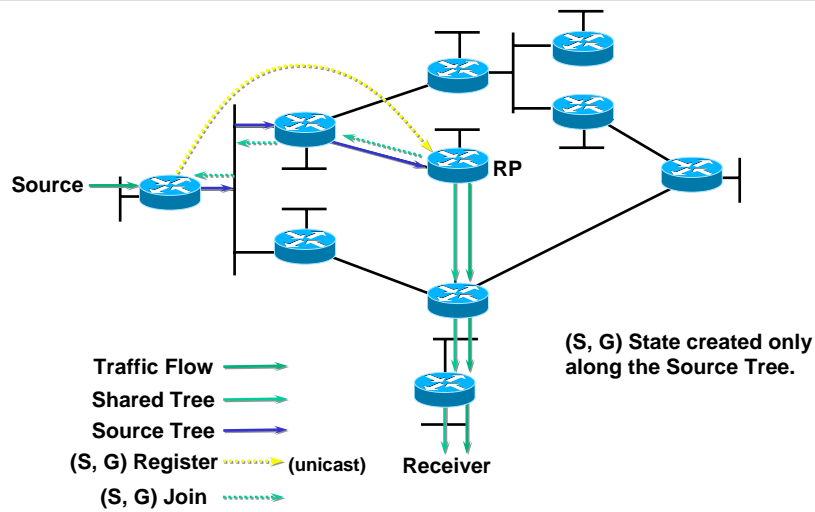 RP
Source
(S, G) State created only
along the Source Tree.
Traffic Flow
Shared Tree
Source Tree
(S, G) Register
(unicast)
Receiver
(S, G) Join